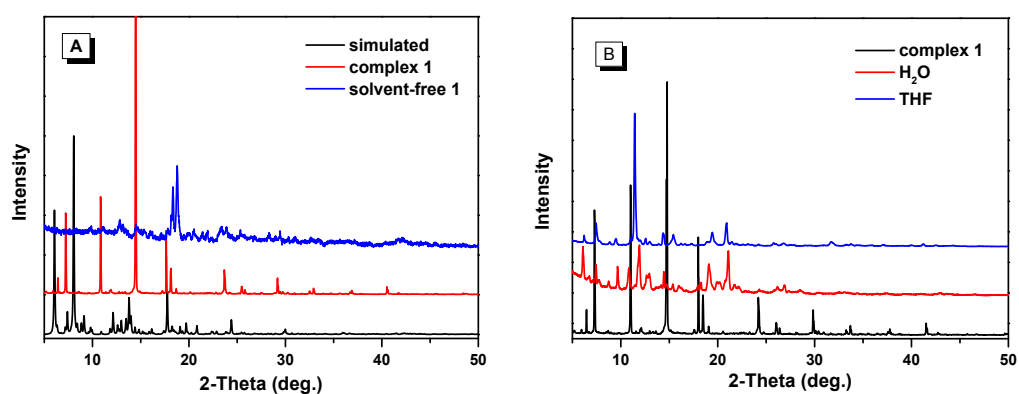 A
simulated
complex 1
solvent-free 1
Intensity
10 20 30 40 50
2-Theta (deg.)
B
complex 1
H₂O
THF
Intensity
10 20 30 40 50
2-Theta (deg.)